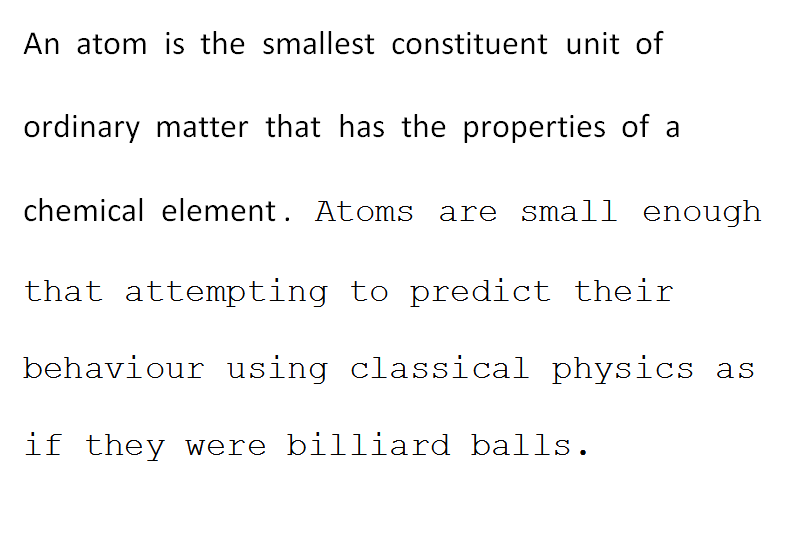 An atom is the smallest constituent unit of
ordinary matter that has the properties of a
chemical element. Atoms are small enough
that attempting to predict their
behaviour using classical physics as
if they were billiard balls.